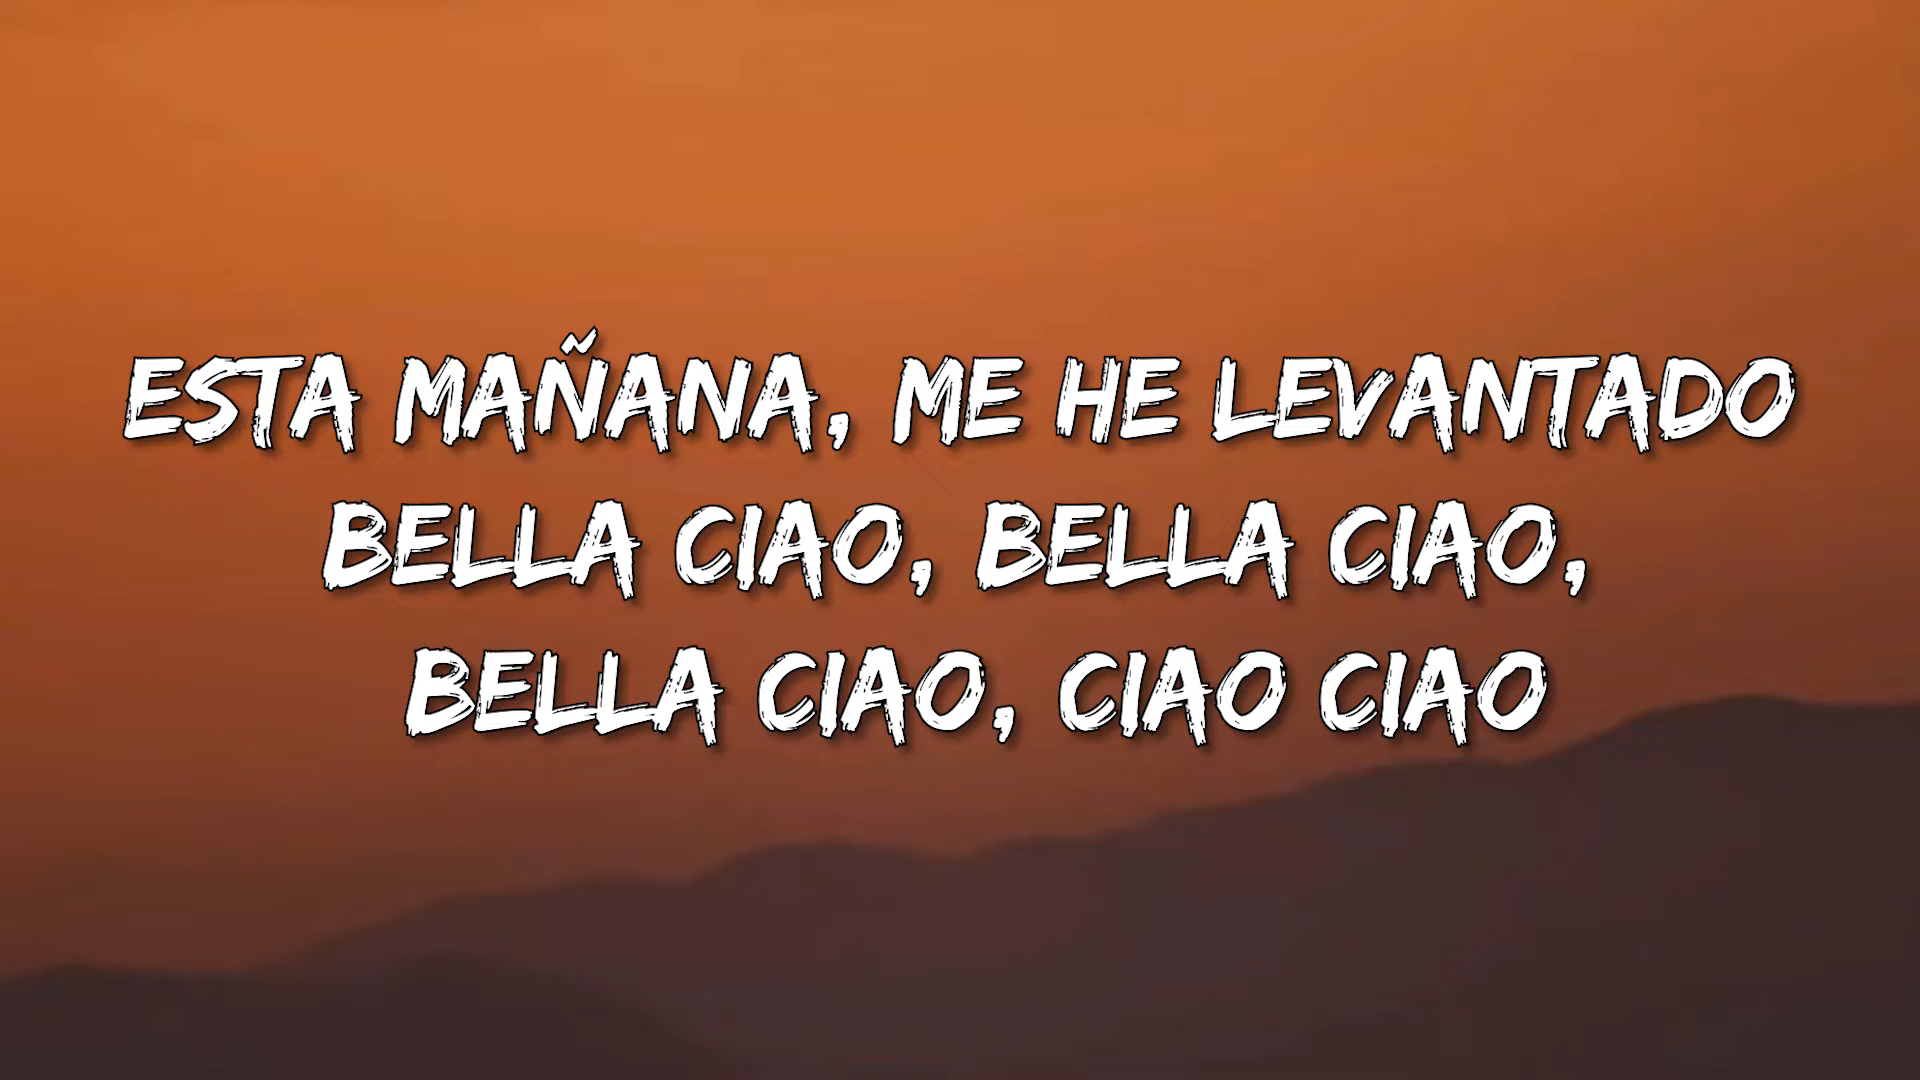 ESTA MAÑANA, ME HE LEVANTADO
BELLA CIAO, BELLA CIAO,
BELLA CIAO, CIAO CIAO